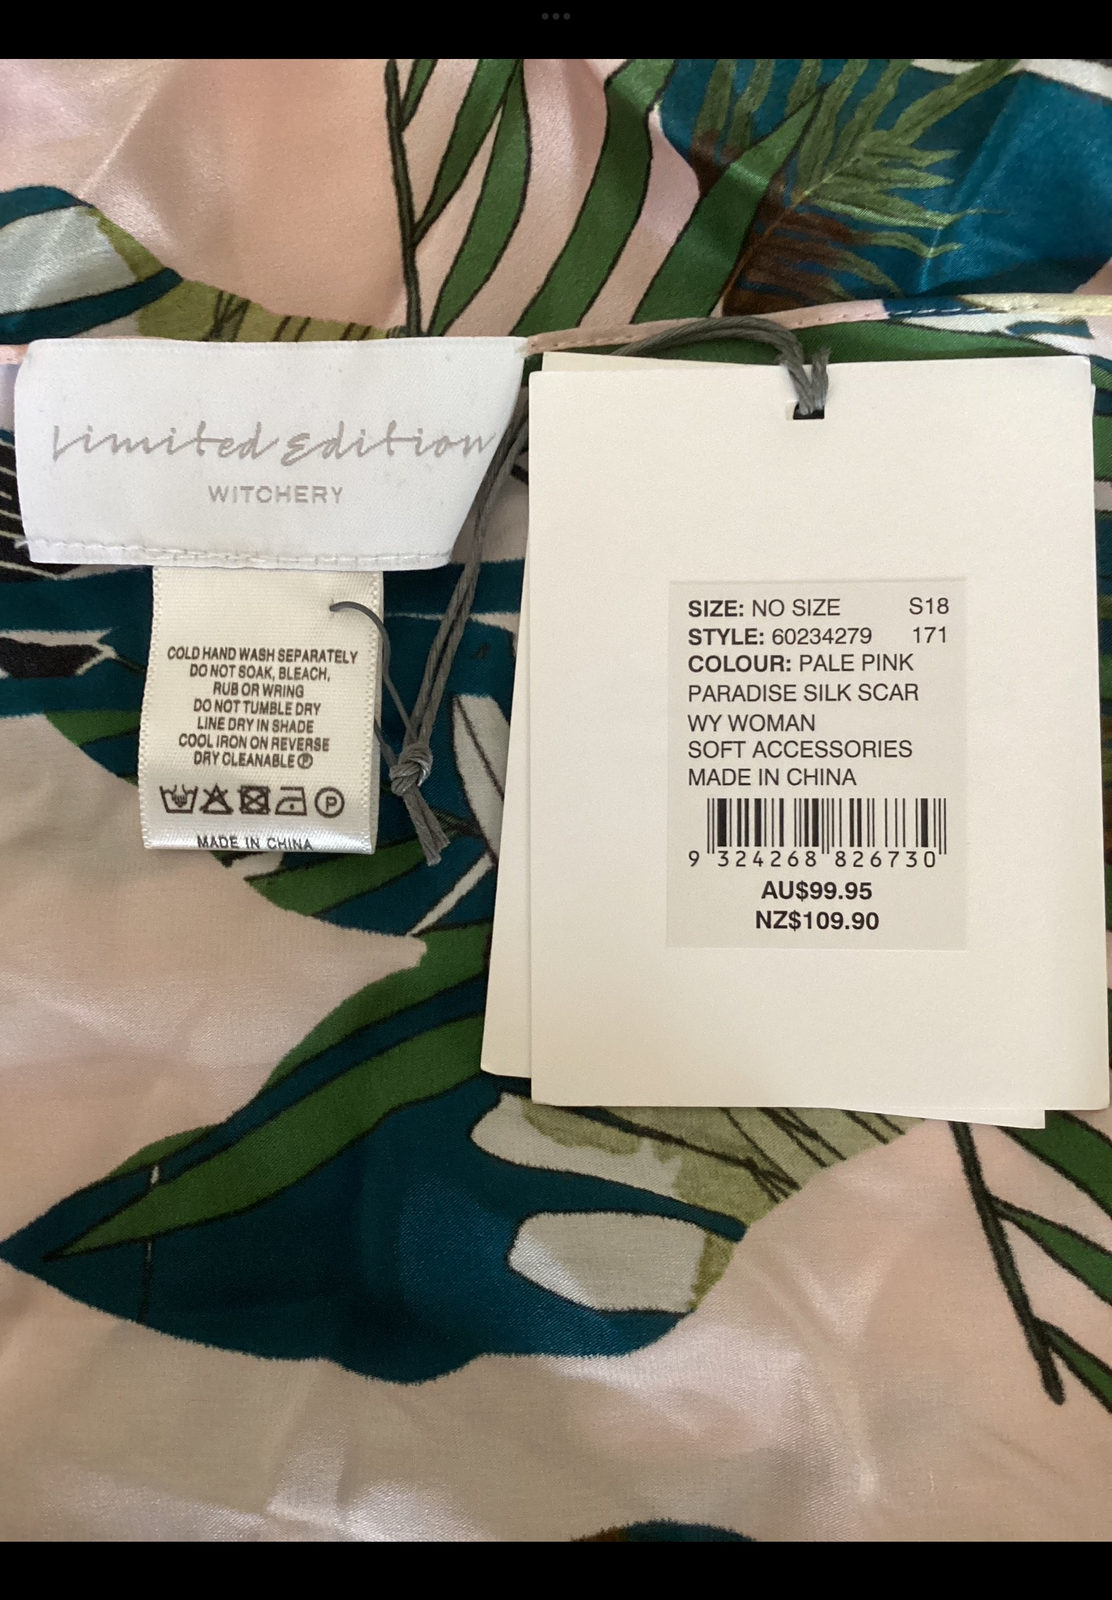 Limited Edition
WITCHERY
COLD HAND WASH SEPARATELY
DO NOT SOAK, BLEACH,
RUB OR WRING
DO NOT TUMBLE DRY
LINE DRY IN SHADE
COOL IRON ON REVERSE
DRY CLEANABLE Ⓟ
P
MADE IN CHINA
SIZE: NO SIZE S18
STYLE: 60234279 171
COLOUR: PALE PINK
PARADISE SILK SCAR
WY WOMAN
SOFT ACCESSORIES
MADE IN CHINA
9 324268 826730
AU$99.95
NZ$109.90